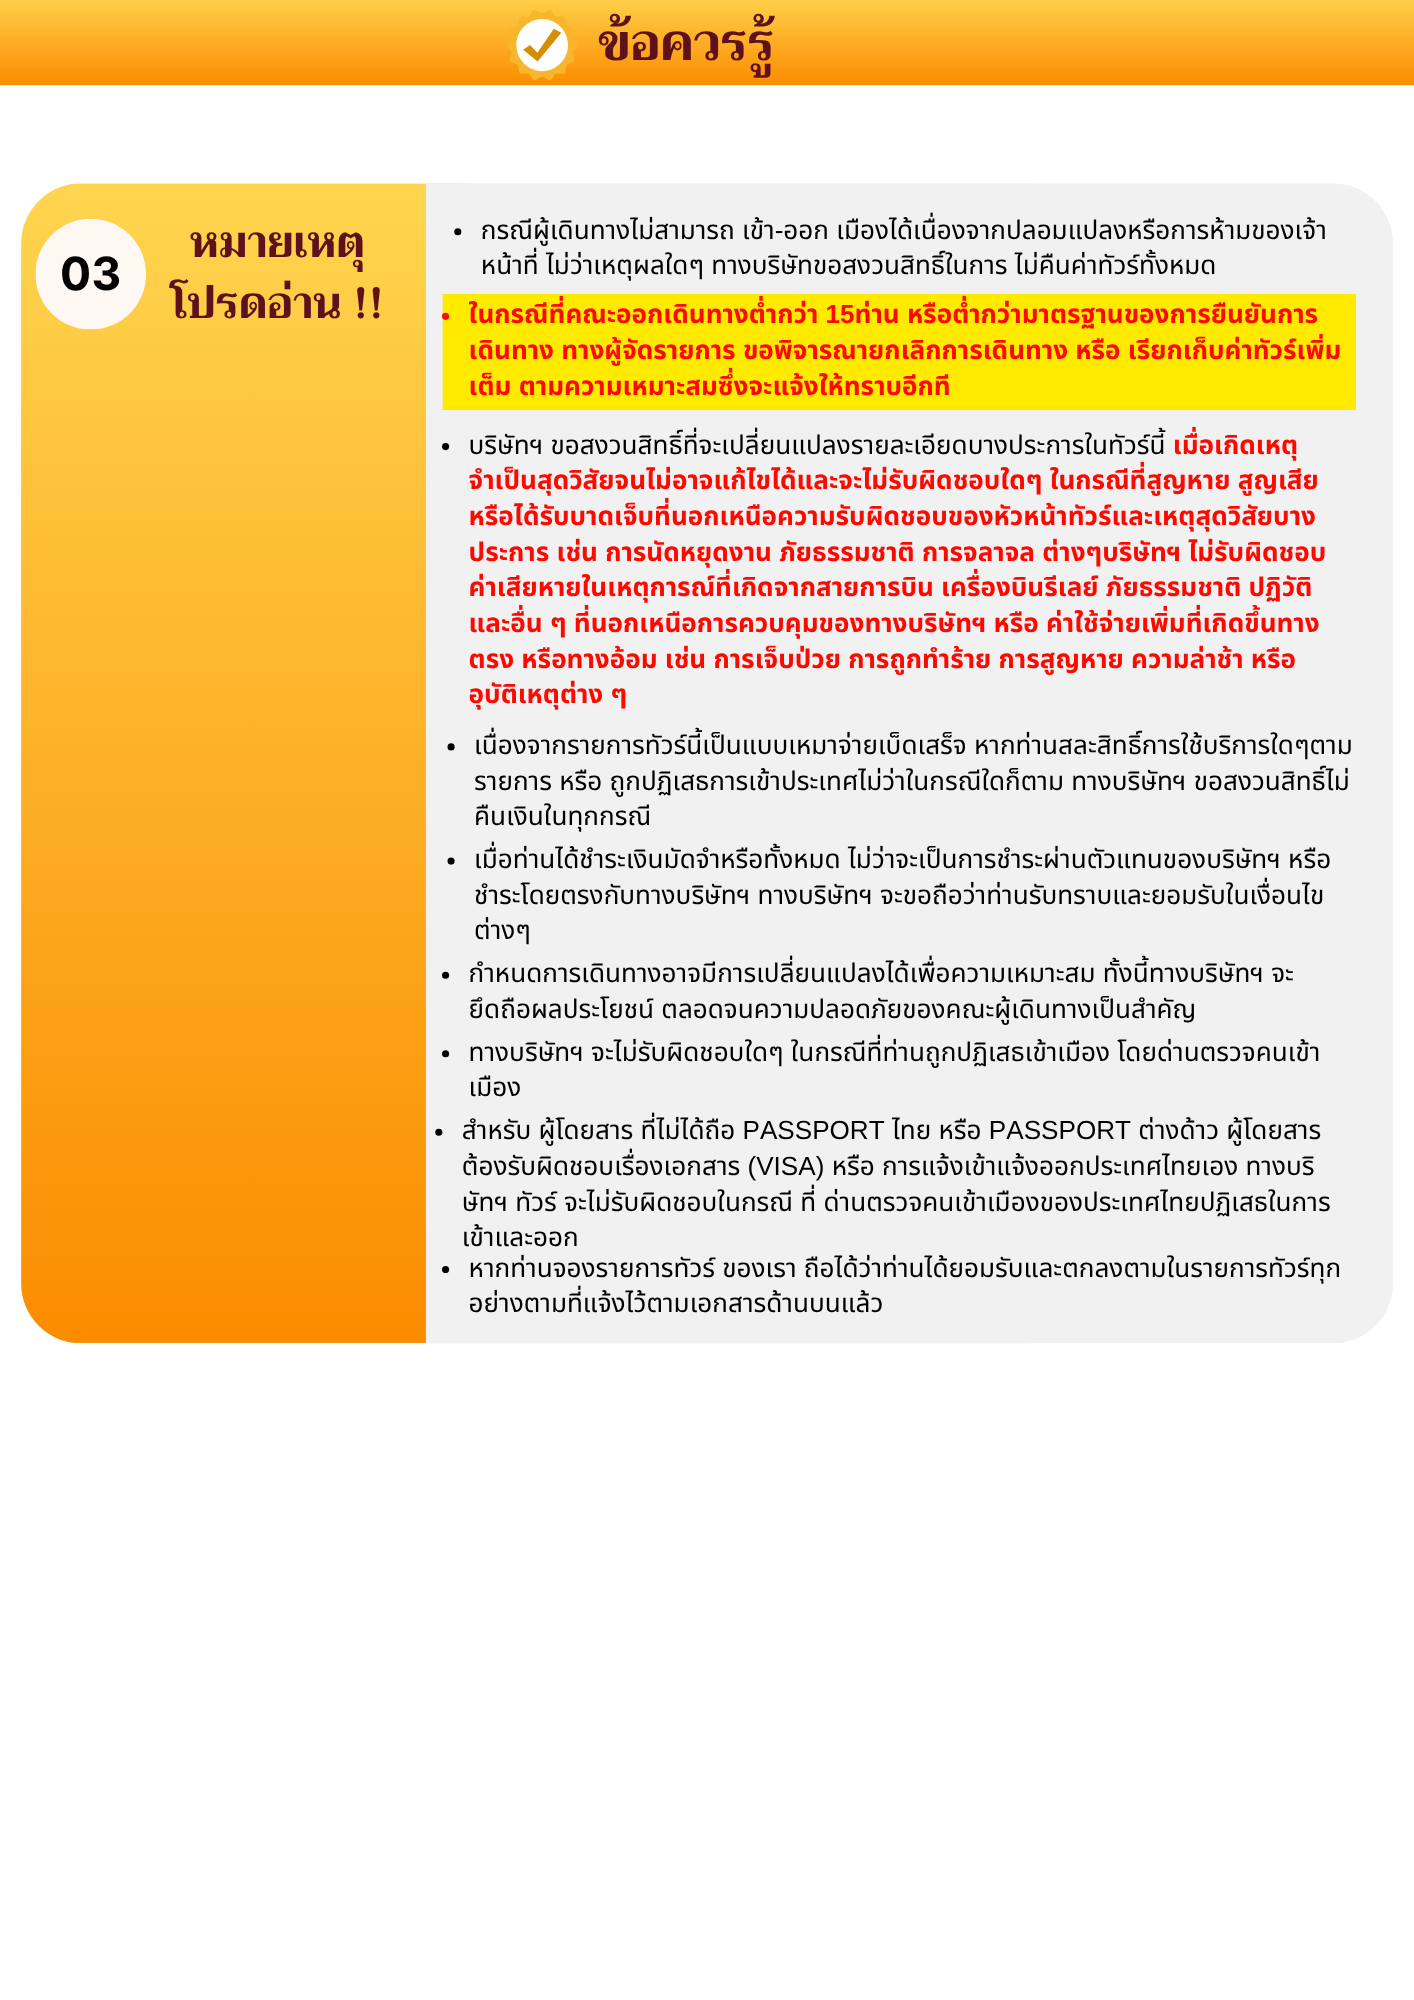 ข้อควรรู้
03
หมายเหตุ
โปรดอ่าน !!
• กรณีผู้เดินทางไม่สามารถ เข้า-ออก เมืองได้เนื่องจากปลอมแปลงหรือการห้ามของเจ้า
หน้าที่ ไม่ว่าเหตุผลใดๆ ทางบริษัทขอสงวนสิทธิ์ในการ ไม่คืนค่าทัวร์ทั้งหมด
• ในกรณีที่คณะออกเดินทางต่ำกว่า 15ท่าน หรือต่ำกว่ามาตรฐานของการยืนยันการ
เดินทาง ทางผู้จัดรายการ ขอพิจารณายกเลิกการเดินทาง หรือ เรียกเก็บค่าทัวร์เพิ่ม
เต็ม ตามความเหมาะสมซึ่งจะแจ้งให้ทราบอีกที
• บริษัทฯ ขอสงวนสิทธิ์ที่จะเปลี่ยนแปลงรายละเอียดบางประการในทัวร์นี้ เมื่อเกิดเหตุ
จำเป็นสุดวิสัยจนไม่อาจแก้ไขได้และจะไม่รับผิดชอบใดๆ ในกรณีที่สูญหาย สูญเสีย
หรือได้รับบาดเจ็บที่นอกเหนือความรับผิดชอบของหัวหน้าทัวร์และเหตุสุดวิสัยบาง
ประการ เช่น การนัดหยุดงาน ภัยธรรมชาติ การจลาจล ต่างๆบริษัทฯ ไม่รับผิดชอบ
ค่าเสียหายในเหตุการณ์ที่เกิดจากสายการบิน เครื่องบินรีเลย์ ภัยธรรมชาติ ปฏิวัติ
และอื่น ๆ ที่นอกเหนือการควบคุมของทางบริษัทฯ หรือ ค่าใช้จ่ายเพิ่มที่เกิดขึ้นทาง
ตรง หรือทางอ้อม เช่น การเจ็บป่วย การถูกทำร้าย การสูญหาย ความล่าช้า หรือ
อุบัติเหตุต่าง ๆ
• เนื่องจากรายการทัวร์นี้เป็นแบบเหมาจ่ายเบ็ดเสร็จ หากท่านสละสิทธิ์การใช้บริการใดๆตาม
รายการ หรือ ถูกปฏิเสธการเข้าประเทศไม่ว่าในกรณีใดก็ตาม ทางบริษัทฯ ขอสงวนสิทธิ์ไม่
คืนเงินในทุกกรณี
• เมื่อท่านได้ชำระเงินมัดจำหรือทั้งหมด ไม่ว่าจะเป็นการชำระผ่านตัวแทนของบริษัทฯ หรือ
ชำระโดยตรงกับทางบริษัทฯ ทางบริษัทฯ จะขอถือว่าท่านรับทราบและยอมรับในเงื่อนไข
ต่างๆ
• กำหนดการเดินทางอาจมีการเปลี่ยนแปลงได้เพื่อความเหมาะสม ทั้งนี้ทางบริษัทฯ จะ
ยึดถือผลประโยชน์ ตลอดจนความปลอดภัยของคณะผู้เดินทางเป็นสำคัญ
• ทางบริษัทฯ จะไม่รับผิดชอบใดๆ ในกรณีที่ท่านถูกปฏิเสธเข้าเมือง โดยด่านตรวจคนเข้า
เมือง
• สำหรับ ผู้โดยสาร ที่ไม่ได้ถือ PASSPORT ไทย หรือ PASSPORT ต่างด้าว ผู้โดยสาร
ต้องรับผิดชอบเรื่องเอกสาร (VISA) หรือ การแจ้งเข้าแจ้งออกประเทศไทยเอง ทางบริ
ษัทฯ ทัวร์ จะไม่รับผิดชอบในกรณี ที่ ด่านตรวจคนเข้าเมืองของประเทศไทยปฏิเสธในการ
เข้าและออก
• หากท่านจองรายการทัวร์ ของเรา ถือได้ว่าท่านได้ยอมรับและตกลงตามในรายการทัวร์ทุก
อย่างตามที่แจ้งไว้ตามเอกสารด้านบนแล้ว